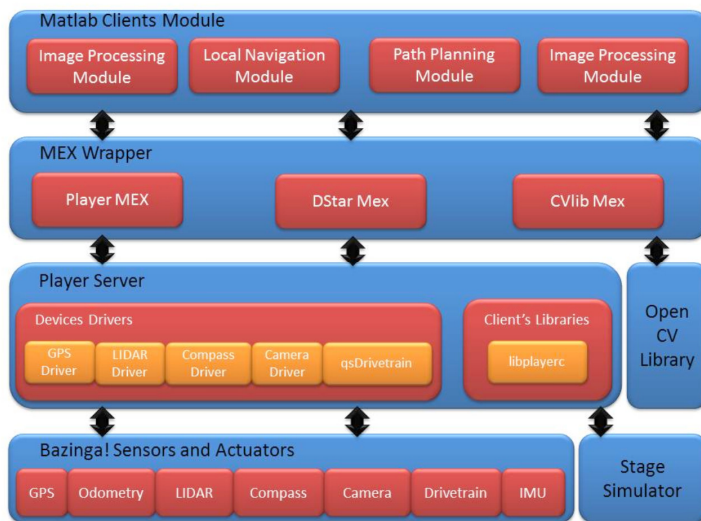 Matlab Clients Module
Image Processing
Module
Local Navigation
Module
Path Planning
Module
Image Processing
Module
MEX Wrapper
Player MEX
DStar Mex
CVlib Mex
Player Server
Devices Drivers
GPS
Driver
LIDAR
Driver
Compass
Driver
Camera
Driver
qsDrivetrain
Client's Libraries
libplayerc
Open
CV
Library
Bazinga! Sensors and Actuators
GPS
Odometry
LIDAR
Compass
Camera
Drivetrain
IMU
Stage
Simulator